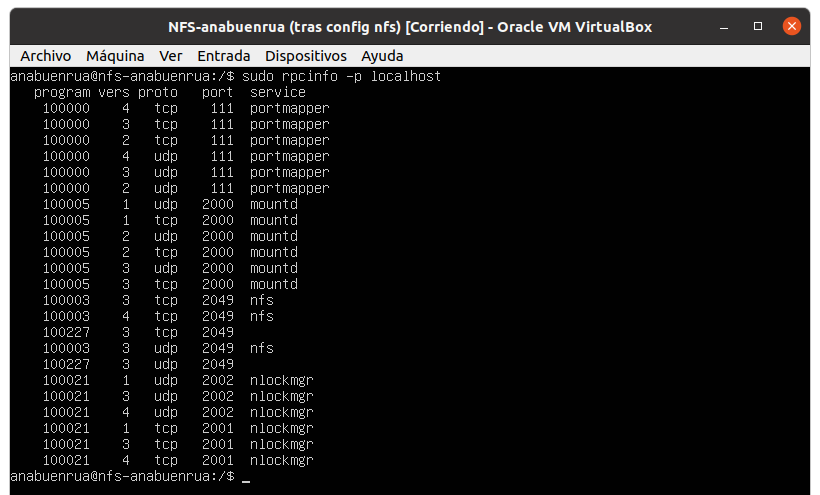 NFS-anabuenrua (tras config nfs) [Corriendo] - Oracle VM VirtualBox
Archivo Máquina Ver Entrada Dispositivos Ayuda
anabuenrua@nfs-anabuenrua:/$ sudo rpcinfo -p localhost
program vers proto port service
100000 4 tcp 111 portmapper
100000 3 tcp 111 portmapper
100000 2 tcp 111 portmapper
100000 4 udp 111 portmapper
100000 3 udp 111 portmapper
100000 2 udp 111 portmapper
100005 1 udp 2000 mountd
100005 1 tcp 2000 mountd
100005 2 udp 2000 mountd
100005 2 tcp 2000 mountd
100005 3 udp 2000 mountd
100005 3 tcp 2000 mountd
100003 3 tcp 2049 nfs
100003 4 tcp 2049 nfs
100227 3 tcp 2049
100003 3 udp 2049 nfs
100227 3 udp 2049
100021 1 udp 2002 nlockmgr
100021 3 udp 2002 nlockmgr
100021 4 udp 2002 nlockmgr
100021 1 tcp 2001 nlockmgr
100021 3 tcp 2001 nlockmgr
100021 4 tcp 2001 nlockmgr
anabuenrua@nfs-anabuenrua:/$ _